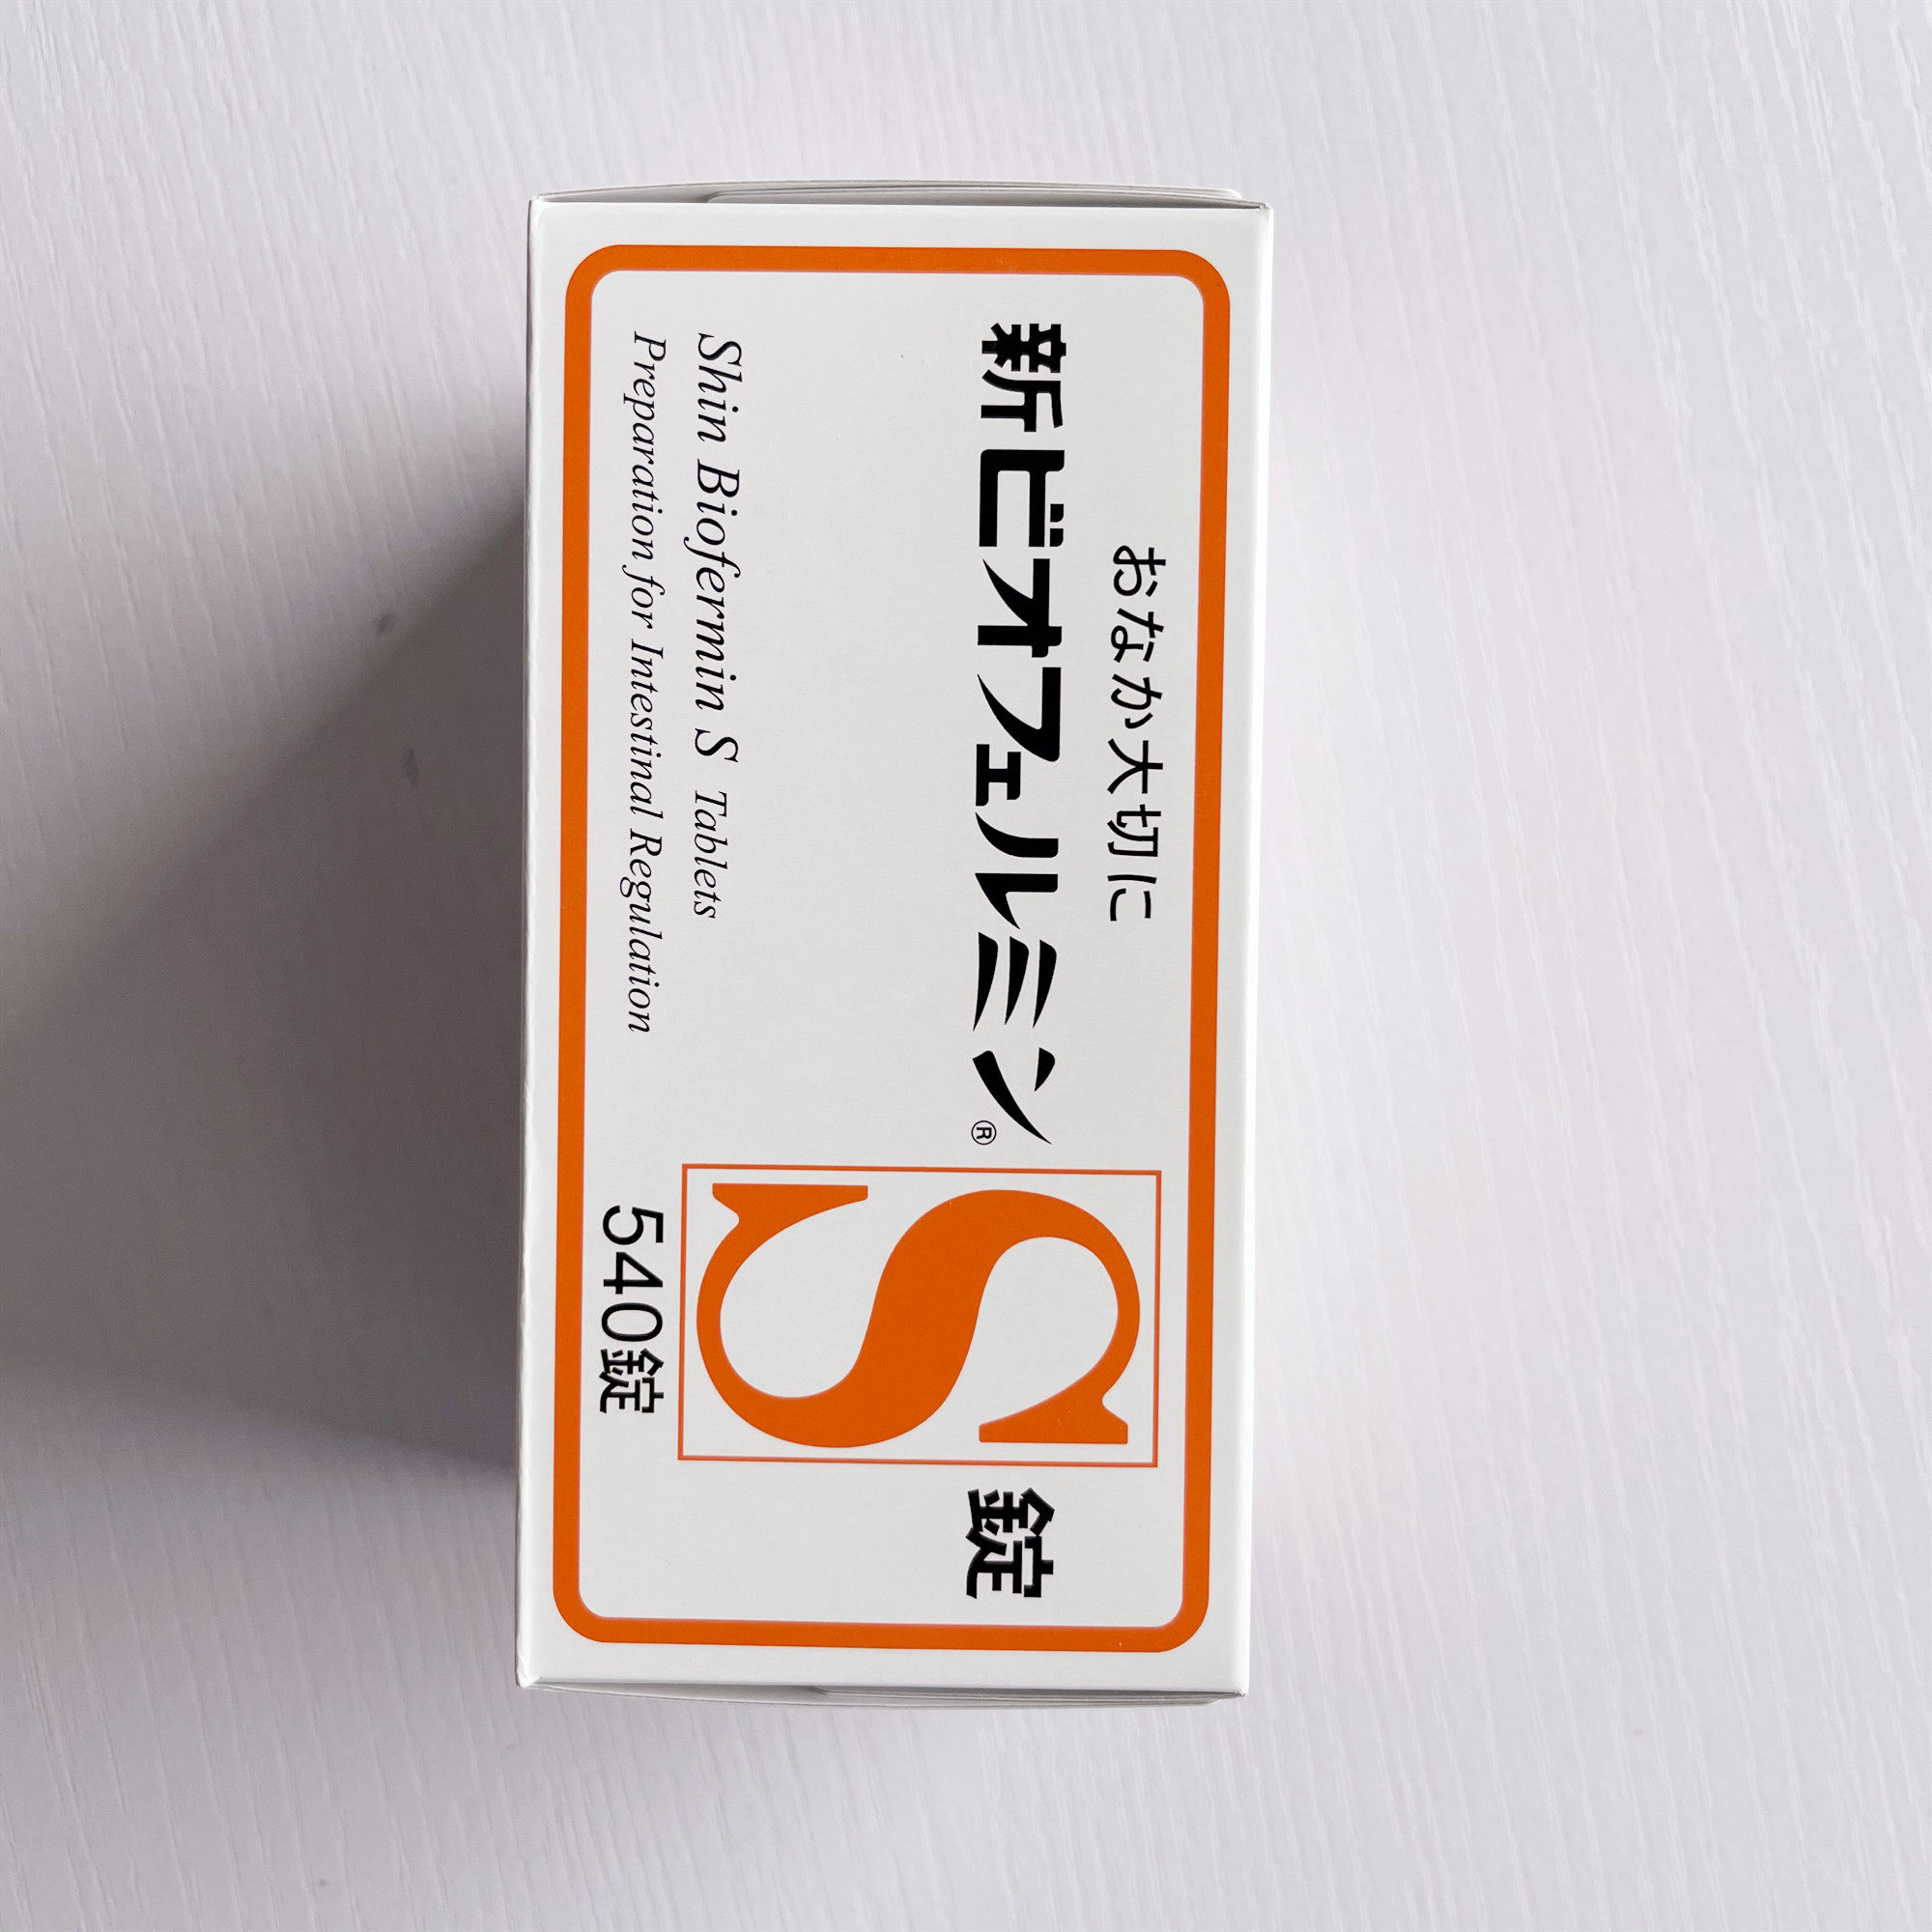 おなか大切に
新ビオフェルミン® S 錠
Shin Biofermin S Tablets
Preparation for Intestinal Regulation
540錠